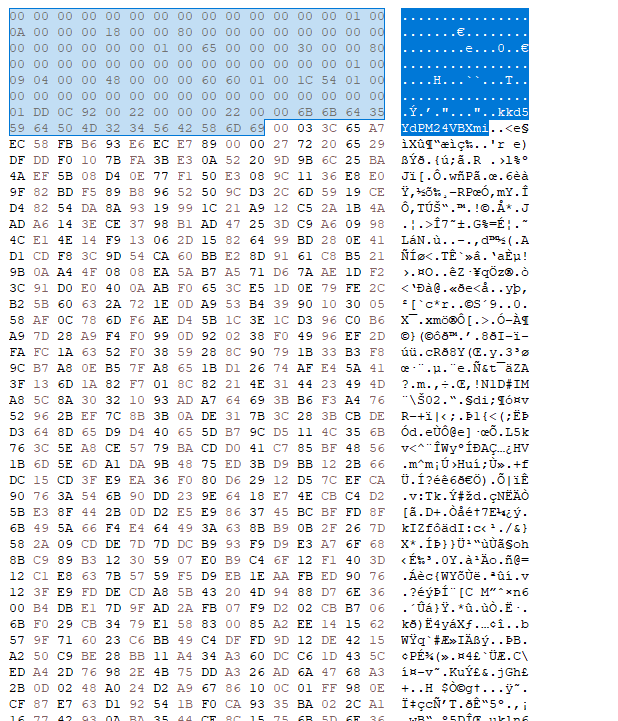 00 00 00 00 00 00 00 00 00 00 00 00 00 00 01 00 ................
0A 00 00 00 18 00 00 80 00 00 00 00 00 00 00 00 .......€........
00 00 00 00 00 00 01 00 65 00 00 00 30 00 00 80 ........e...0..€
00 00 00 00 00 00 00 00 00 00 00 00 00 00 01 00 ................
09 04 00 00 48 00 00 00 60 60 01 00 1C 54 01 00 ....H...``...T..
00 00 00 00 00 00 00 00 00 00 00 00 00 00 00 00 ................
01 DD 0C 92 00 22 00 00 00 22 00 00 6B 6B 64 35 .Ý.’."..."..kkd5
59 64 50 4D 32 34 56 42 58 6D 69 00 03 3C 65 A7 YdPM24VBXmi..<e§
EC 58 FB B6 93 E6 EC E7 89 00 00 27 72 20 65 29 ìXû¶“æìç‰..'r e)
DF DD F0 10 7B FA 3B E3 0A 52 20 9D 9B 6C 25 BA ßÝð.{ú;ã.R .›l%º
4A EF 5B 08 D4 0E 77 F1 50 E3 08 9C 11 36 E8 E0 Jï[.Ô.wñPã.œ.6èà
9F 82 BD F5 89 B8 96 52 50 9C D3 2C 6D 59 19 CE Ÿ‚½õ‰¸–RPœÓ,mY.Î
D4 82 54 DA 8A 93 19 99 1C 21 A9 12 C5 2A 1B 4A Ô‚TÚŠ“.™.!©.Å*.J
AD A6 14 3E CE 37 98 B1 AD 47 25 3D C9 A6 09 98 .¦.>Î7˜±.G%=É¦.˜
4C E1 4E 14 F9 13 06 2D 15 82 64 99 BD 28 0E 41 LáN.ù..-.‚d™½(.A
D1 CD F8 3C 9D 54 CA 60 BB E2 8D 91 61 C8 B5 21 ÑÍø<.TÊ`»â.‘aÈµ!
9B 0A A4 4F 08 08 EA 5A B7 A5 71 D6 7A AE 1D F2 ›.¤O..êZ·¥qÖz®.ò
3C 91 D0 E0 40 0A AB F0 65 3C E5 1D 0E 79 FE 2C <‘Ðà@.«ðe<å..yþ,
B2 5B 60 63 2A 72 1E 0D A9 53 B4 39 90 10 30 05 ²[`c*r..©S´9..0.
58 AF 0C 78 6D F6 AE D4 5B 1C 3E 1C D3 96 C0 B6 X¯.xmö®Ô[.>.Ó–À¶
A9 7D 28 A9 F4 F0 99 0D 92 02 38 F0 49 96 EF 2D ©}(©ôð™.’.8ðI–ï-
FA FC 1A 63 52 F0 38 59 28 8C 90 79 1B 33 B3 F8 úü.cRð8Y(Œ.y.3³ø
9C B7 A8 0E B5 7F A8 65 1B D1 26 74 AF E4 5A 41 œ·¨.µ.¨e.Ñ&t¯äZA
3F 13 6D 1A 82 F7 01 8C 82 21 4E 31 44 23 49 4D ?.m.‚÷.Œ‚!N1D#IM
A8 5C 8A 30 32 10 93 AD A7 64 69 3B B6 F3 A4 76 ¨\Š02.“.§di;¶ó¤v
52 96 2B EF 7C 8B 3B 0A DE 31 7B 3C 28 3B CB DE R–+ï|‹;.Þ1{<(;ËÞ
D3 64 8D 65 D9 D4 40 65 5D B7 9C D5 11 4C 35 6B Ód.eÙÔ@e]·œÕ.L5k
76 3C 5E A8 CE 57 79 BA CD D0 41 C7 85 BF 48 56 v<^¨ÎWyºÍÐAÇ…¿HV
1B 6D 5E 6D A1 DA 9B 48 75 ED 3B D9 BB 12 2B 66 .m^m¡Ú›Huí;Ù».+f
DC 15 CD 3F E9 EA 36 F0 80 D6 29 12 D5 7C EF CA Ü.Í?éê6ð€Ö).Õ|ïÊ
90 76 3A 54 6B 90 DD 23 9E 64 18 E7 4E CB C4 D2 .v:Tk.Ý#žd.çNËÄÒ
5B E3 8F 44 2B 0D D2 E5 E9 86 37 45 BC BF FD 8F [ã.D+.Òåé†7E¼¿ý.
6B 49 5A 66 F4 E4 64 49 3A 63 8B B9 0B 2F 26 7D kIZfôädI:c‹¹./&}
58 2A 09 CD DE 7D 7D DC B9 93 F9 D9 E3 A7 6F 68 X*.ÍÞ}}Ü¹“ùÙã§oh
8B C9 89 B3 12 30 59 07 E0 B9 C4 6F 12 F1 40 3D ‹É‰³.0Y.à¹Äo.ñ@=
12 C1 E8 63 7B 57 59 F5 D9 EB 1E AA FB ED 90 76 .Áèc{WYõÙë.ªûí.v
12 3F E9 FD DE CD A8 5B 43 20 4D 94 88 D7 6E 36 .?éýÞÍ¨[C M”ˆ×n6
00 B4 DB E1 7D 9F AD 2A FB 07 F9 D2 02 CB B7 06 .´Ûá}Ÿ.*û.ùÒ.Ë·.
6B F0 29 CB 34 79 E1 58 83 00 85 A2 EE 14 15 62 kð)Ë4yáXƒ.…¢î..b
57 9F 71 60 23 C6 BB 49 C4 DF FD 9D 12 DE 42 15 WŸq`#Æ»IÄßý..ÞB.
A2 50 C9 BE 28 BB 11 A4 34 A3 60 DC C6 1D 43 5C ¢PÉ¾(».¤4£`ÜÆ.C\
ED A4 2D 76 98 2E 4B 75 DD A3 26 AD 6A 47 68 A3 í¤-v˜.KuÝ£&.jGh£
2B 0D 02 48 A0 24 D2 A9 67 86 10 0C 01 FF 98 0E +..H $Ò©g†...ÿ˜.
CF 87 E7 63 D1 92 54 1B F0 CA 93 35 BA 02 2C A1 Ï‡çcÑ’T.ðÊ“5º.,¡